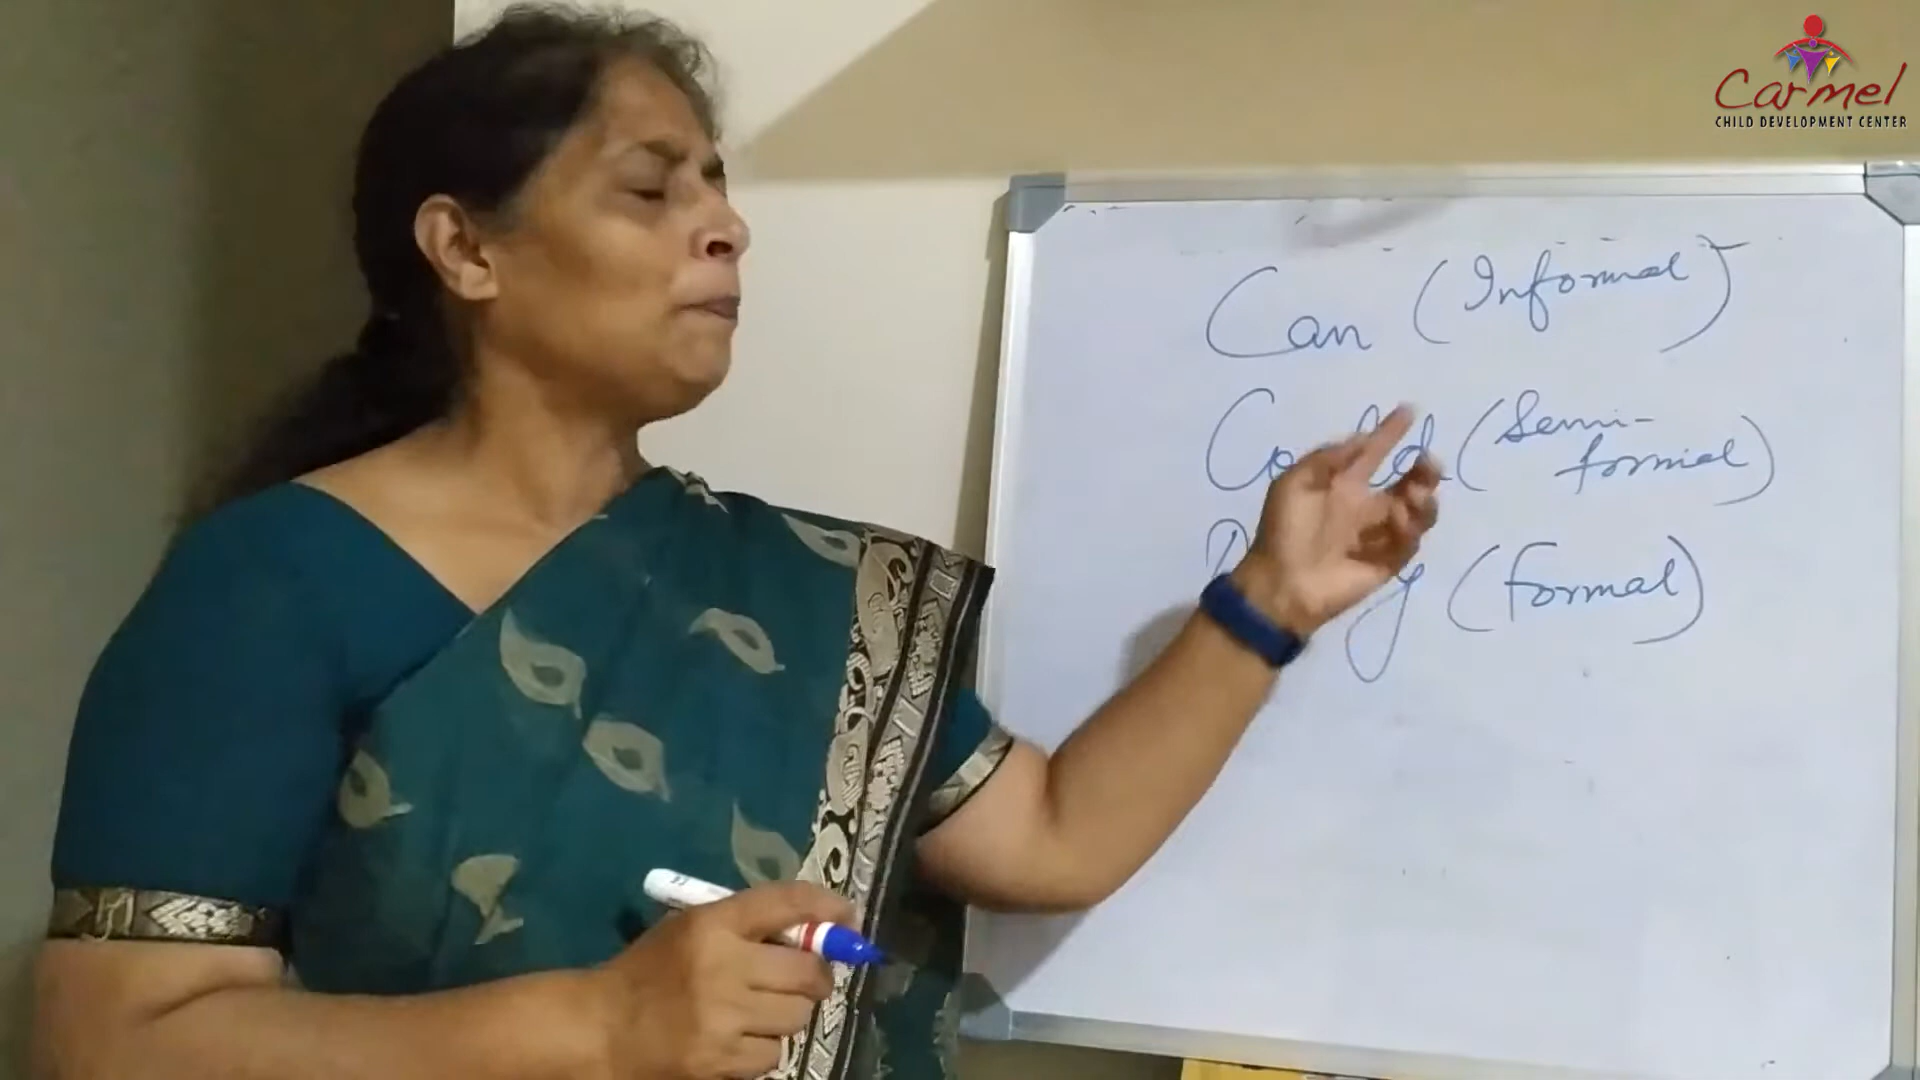 Carmel
CHILD DEVELOPMENT CENTER
Can (Informal)
Could (Semi-
formal)
(formal)